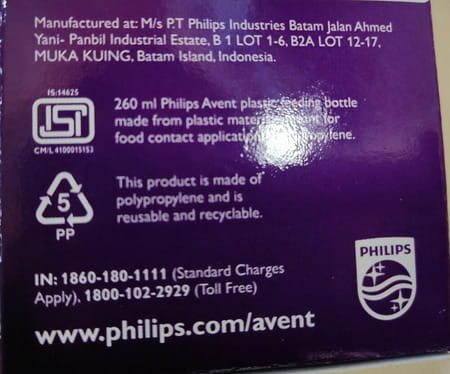 Manufactured at: M/s P.T Philips Industries Batam Jalan Ahmed
Yani- Panbil Industrial Estate, B 1 LOT 1-6, B2A LOT 12-17,
MUKA KUING, Batam Island, Indonesia.
IS:14625
ISI
CM/L 4100015153
260 ml Philips Avent plastic feeding bottle
made from plastic material meant for
food contact application
This product is made of
polypropylene and is
reusable and recyclable.
5
PP
IN: 1860-180-1111 (Standard Charges
Apply), 1800-102-2929 (Toll Free)
PHILIPS
www.philips.com/avent